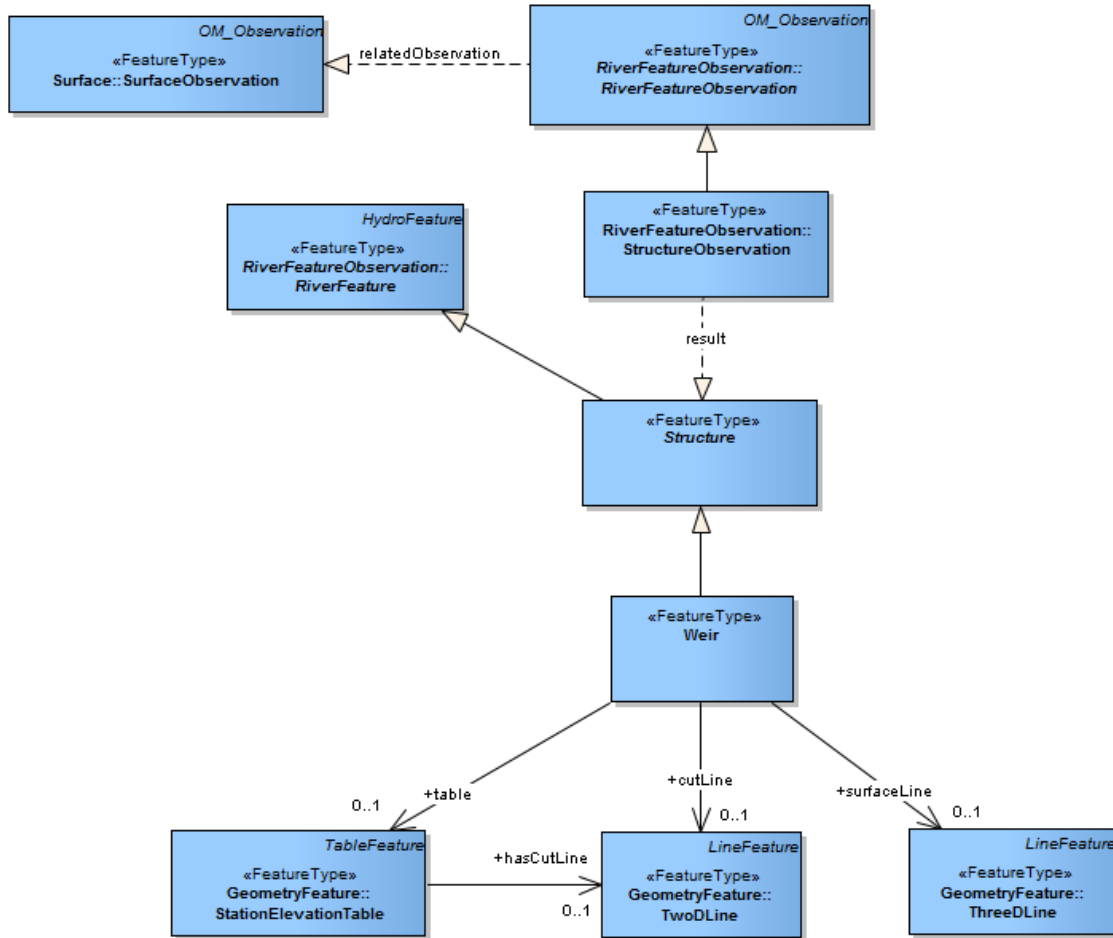 OM_Observation
«FeatureType»
Surface::SurfaceObservation
relatedObservation
OM_Observation
«FeatureType»
RiverFeatureObservation::
RiverFeatureObservation
HydroFeature
«FeatureType»
RiverFeatureObservation::
RiverFeature
«FeatureType»
RiverFeatureObservation::
StructureObservation
result
«FeatureType»
Structure
«FeatureType»
Weir
+table
0..1
+cutLine
0..1
+surfaceLine
0..1
TableFeature
«FeatureType»
GeometryFeature::
StationElevationTable
+hasCutLine
0..1
LineFeature
«FeatureType»
GeometryFeature::
TwoDLine
LineFeature
«FeatureType»
GeometryFeature::
ThreeDLine